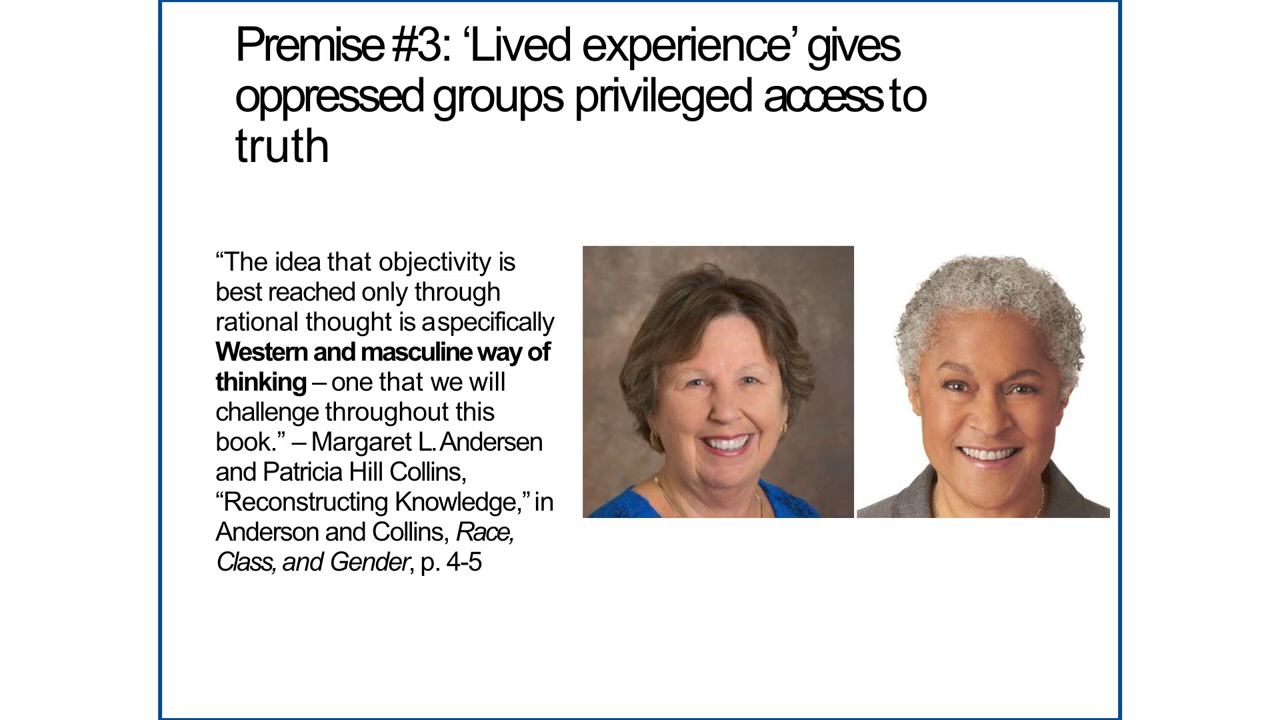 Premise #3: ‘Lived experience’ gives
oppressed groups privileged access to
truth
“The idea that objectivity is
best reached only through
rational thought is a specifically
Western and masculine way of
thinking – one that we will
challenge throughout this
book.” – Margaret L. Andersen
and Patricia Hill Collins,
“Reconstructing Knowledge,” in
Anderson and Collins, Race,
Class, and Gender, p. 4-5